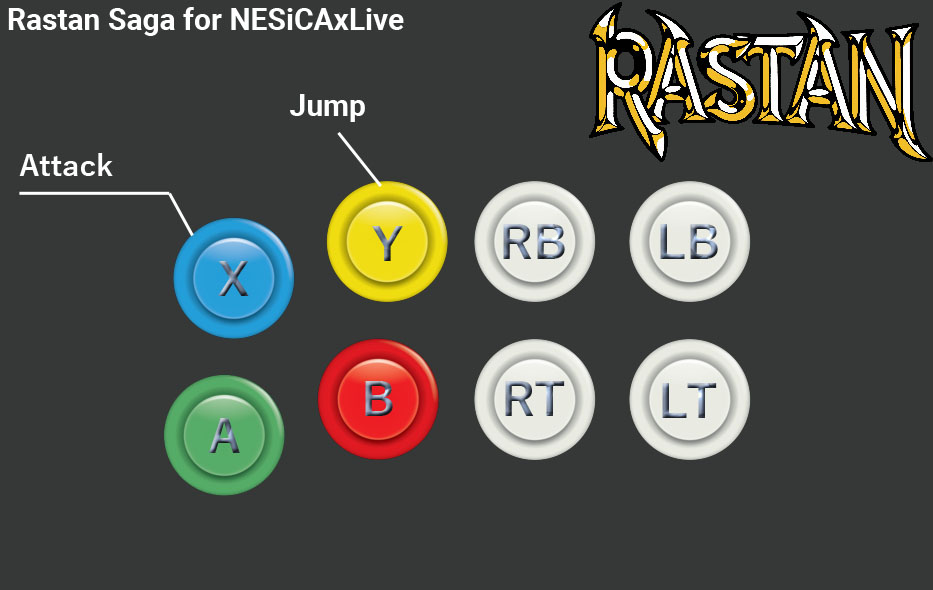 Rastan Saga for NESiCAxLive
RASTAN
Jump
Attack
X
Y
RB
LB
A
B
RT
LT